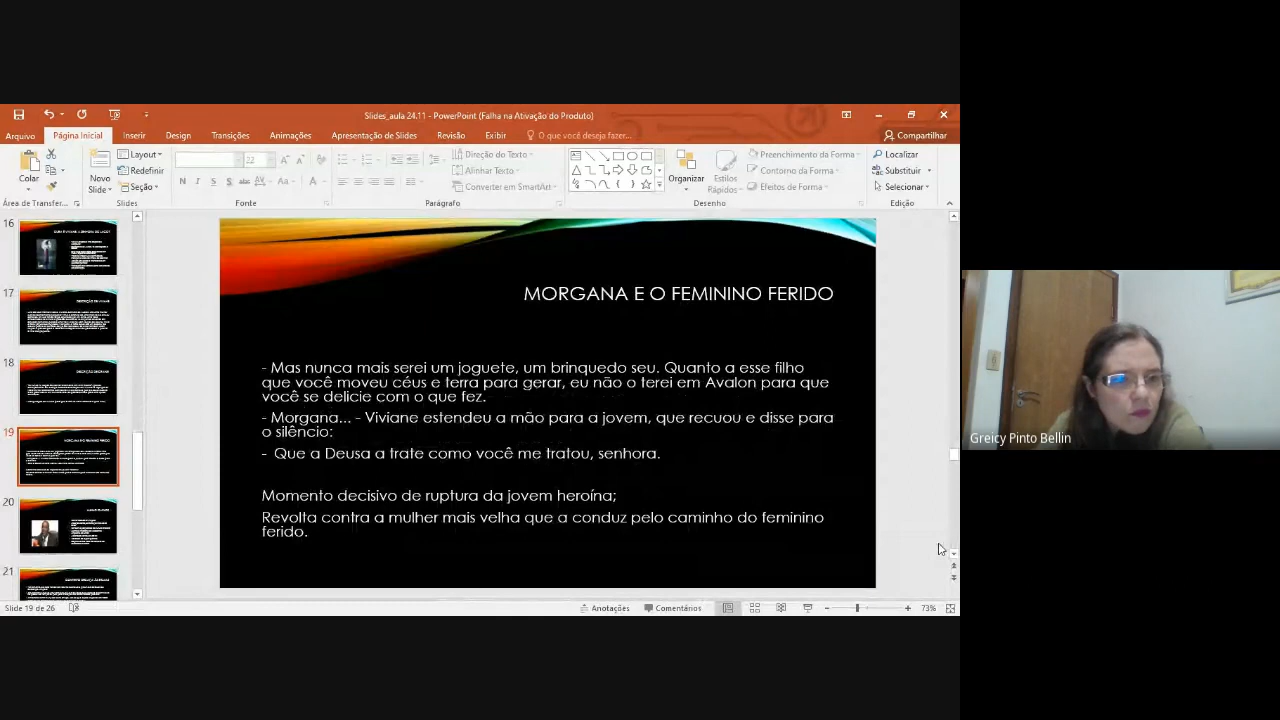 Slides_aula 24.11 - PowerPoint (Falha na Ativação do Produto)
Arquivo Página Inicial Inserir Design Transições Animações Apresentação de Slides Revisão Exibir O que você deseja fazer... Compartilhar
Colar
Novo Slide
Layout
Redefinir
Seção
22
N I S S abc AV Aa A
Direção do Texto
Alinhar Texto
Converter em SmartArt
Organizar
Estilos Rápidos
Preenchimento da Forma
Contorno da Forma
Efeitos de Forma
Localizar
Substituir
Selecionar
Área de Transfer... Slides Fonte Parágrafo Desenho Edição
16
17
18
19
20
21
MORGANA E O FEMININO FERIDO
- Mas nunca mais serei um joguete, um brinquedo seu. Quanto a esse filho
que você moveu céus e terra para gerar, eu não o terei em Avalon para que
você se delicie com o que fez.
- Morgana... - Viviane estendeu a mão para a jovem, que recuou e disse para
o silêncio:
- Que a Deusa a trate como você me tratou, senhora.
Momento decisivo de ruptura da jovem heroína;
Revolta contra a mulher mais velha que a conduz pelo caminho do feminino
ferido.
Slide 19 de 26
Anotações Comentários 73%
Greicy Pinto Bellin